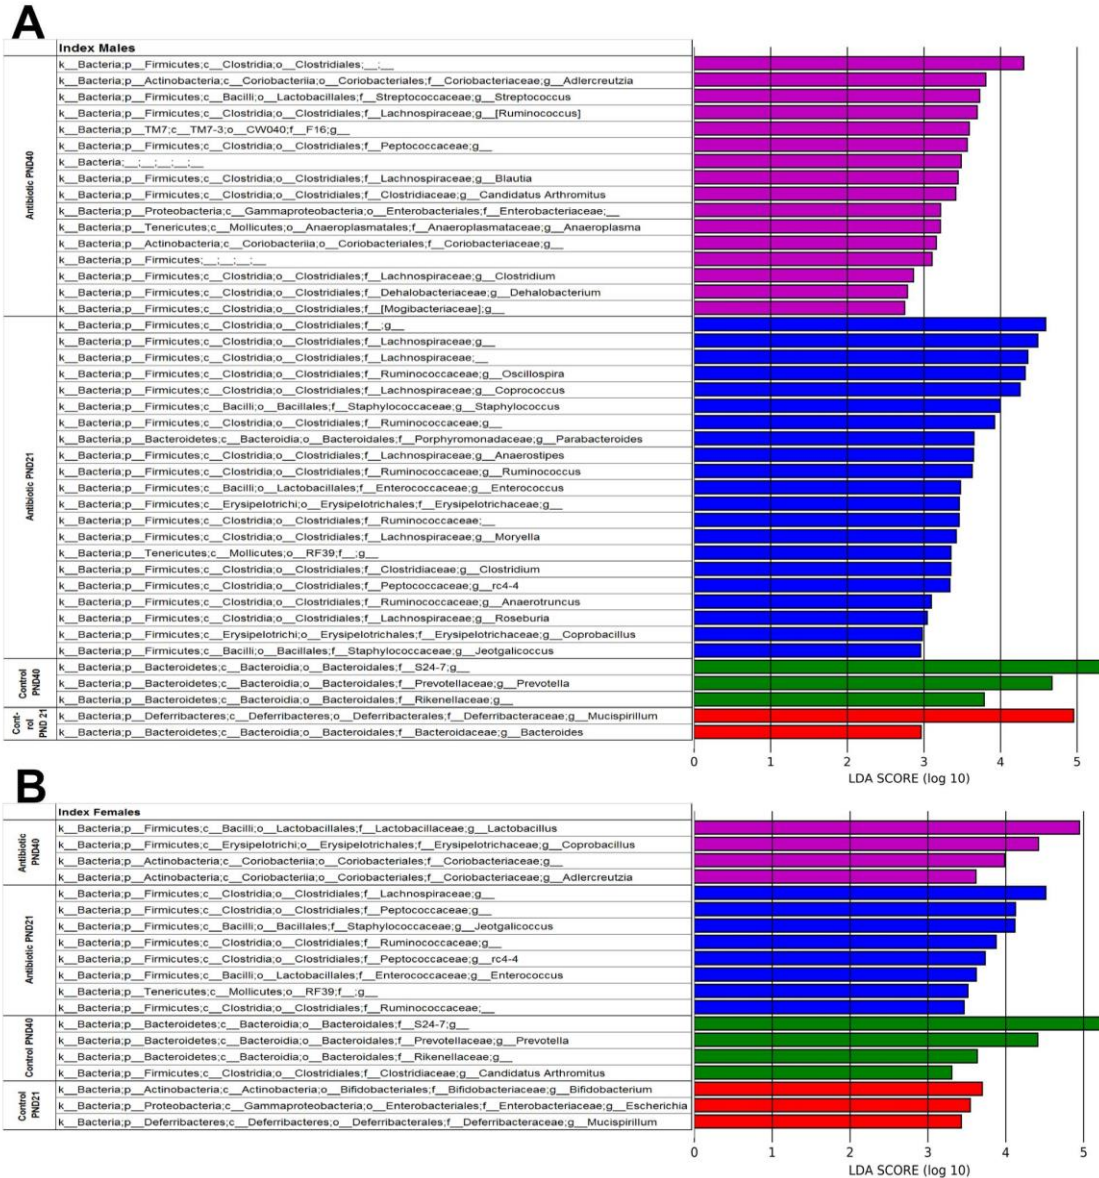 A
Index Males
Antibiotic PND40
k__Bacteria;p__Firmicutes;c__Clostridia;o__Clostridiales;__;__
k__Bacteria;p__Actinobacteria;c__Coriobacteriia;o__Coriobacteriales;f__Coriobacteriaceae;g__Adlercreutzia
k__Bacteria;p__Firmicutes;c__Bacilli;o__Lactobacillales;f__Streptococcaceae;g__Streptococcus
k__Bacteria;p__Firmicutes;c__Clostridia;o__Clostridiales;f__Lachnospiraceae;g__[Ruminococcus]
k__Bacteria;p__TM7;c__TM7-3;o__CW040;f__F16;g__
k__Bacteria;p__Firmicutes;c__Clostridia;o__Clostridiales;f__Peptococcaceae;g__
k__Bacteria;__;__;__;__;__
k__Bacteria;p__Firmicutes;c__Clostridia;o__Clostridiales;f__Lachnospiraceae;g__Blautia
k__Bacteria;p__Firmicutes;c__Clostridia;o__Clostridiales;f__Clostridiaceae;g__Candidatus Arthromitus
k__Bacteria;p__Proteobacteria;c__Gammaproteobacteria;o__Enterobacteriales;f__Enterobacteriaceae;__
k__Bacteria;p__Tenericutes;c__Mollicutes;o__Anaeroplasmatales;f__Anaeroplasmataceae;g__Anaeroplasma
k__Bacteria;p__Actinobacteria;c__Coriobacteriia;o__Coriobacteriales;f__Coriobacteriaceae;g__
k__Bacteria;p__Firmicutes;__;__;__;__
k__Bacteria;p__Firmicutes;c__Clostridia;o__Clostridiales;f__Lachnospiraceae;g__Clostridium
k__Bacteria;p__Firmicutes;c__Clostridia;o__Clostridiales;f__Dehalobacteriaceae;g__Dehalobacterium
k__Bacteria;p__Firmicutes;c__Clostridia;o__Clostridiales;f__[Mogibacteriaceae];g__
Antibiotic PND21
k__Bacteria;p__Firmicutes;c__Clostridia;o__Clostridiales;f__;g__
k__Bacteria;p__Firmicutes;c__Clostridia;o__Clostridiales;f__Lachnospiraceae;g__
k__Bacteria;p__Firmicutes;c__Clostridia;o__Clostridiales;f__Lachnospiraceae;__
k__Bacteria;p__Firmicutes;c__Clostridia;o__Clostridiales;f__Ruminococcaceae;g__Oscillospira
k__Bacteria;p__Firmicutes;c__Clostridia;o__Clostridiales;f__Lachnospiraceae;g__Coprococcus
k__Bacteria;p__Firmicutes;c__Bacilli;o__Bacillales;f__Staphylococcaceae;g__Staphylococcus
k__Bacteria;p__Firmicutes;c__Clostridia;o__Clostridiales;f__Ruminococcaceae;g__
k__Bacteria;p__Bacteroidetes;c__Bacteroidia;o__Bacteroidales;f__Porphyromonadaceae;g__Parabacteroides
k__Bacteria;p__Firmicutes;c__Clostridia;o__Clostridiales;f__Lachnospiraceae;g__Anaerostipes
k__Bacteria;p__Firmicutes;c__Clostridia;o__Clostridiales;f__Ruminococcaceae;g__Ruminococcus
k__Bacteria;p__Firmicutes;c__Bacilli;o__Lactobacillales;f__Enterococcaceae;g__Enterococcus
k__Bacteria;p__Firmicutes;c__Erysipelotrichi;o__Erysipelotrichales;f__Erysipelotrichaceae;g__
k__Bacteria;p__Firmicutes;c__Clostridia;o__Clostridiales;f__Ruminococcaceae;__
k__Bacteria;p__Firmicutes;c__Clostridia;o__Clostridiales;f__Lachnospiraceae;g__Moryella
k__Bacteria;p__Tenericutes;c__Mollicutes;o__RF39;f__;g__
k__Bacteria;p__Firmicutes;c__Clostridia;o__Clostridiales;f__Clostridiaceae;g__Clostridium
k__Bacteria;p__Firmicutes;c__Clostridia;o__Clostridiales;f__Peptococcaceae;g__rc4-4
k__Bacteria;p__Firmicutes;c__Clostridia;o__Clostridiales;f__Ruminococcaceae;g__Anaerotruncus
k__Bacteria;p__Firmicutes;c__Clostridia;o__Clostridiales;f__Lachnospiraceae;g__Roseburia
k__Bacteria;p__Firmicutes;c__Erysipelotrichi;o__Erysipelotrichales;f__Erysipelotrichaceae;g__Coprobacillus
k__Bacteria;p__Firmicutes;c__Bacilli;o__Bacillales;f__Staphylococcaceae;g__Jeotgalicoccus
Control
PND40
k__Bacteria;p__Bacteroidetes;c__Bacteroidia;o__Bacteroidales;f__S24-7;g__
k__Bacteria;p__Bacteroidetes;c__Bacteroidia;o__Bacteroidales;f__Prevotellaceae;g__Prevotella
k__Bacteria;p__Bacteroidetes;c__Bacteroidia;o__Bacteroidales;f__Rikenellaceae;g__
Cont-
rol
PND 21
k__Bacteria;p__Deferribacteres;c__Deferribacteres;o__Deferribacterales;f__Deferribacteraceae;g__Mucispirillum
k__Bacteria;p__Bacteroidetes;c__Bacteroidia;o__Bacteroidales;f__Bacteroidaceae;g__Bacteroides
0 1 2 3 4 5
LDA SCORE (log 10)
B
Index Females
Antibiotic
PND40
k__Bacteria;p__Firmicutes;c__Bacilli;o__Lactobacillales;f__Lactobacillaceae;g__Lactobacillus
k__Bacteria;p__Firmicutes;c__Erysipelotrichi;o__Erysipelotrichales;f__Erysipelotrichaceae;g__Coprobacillus
k__Bacteria;p__Actinobacteria;c__Coriobacteriia;o__Coriobacteriales;f__Coriobacteriaceae;g__
k__Bacteria;p__Actinobacteria;c__Coriobacteriia;o__Coriobacteriales;f__Coriobacteriaceae;g__Adlercreutzia
Antibiotic PND21
k__Bacteria;p__Firmicutes;c__Clostridia;o__Clostridiales;f__Lachnospiraceae;g__
k__Bacteria;p__Firmicutes;c__Clostridia;o__Clostridiales;f__Peptococcaceae;g__
k__Bacteria;p__Firmicutes;c__Bacilli;o__Bacillales;f__Staphylococcaceae;g__Jeotgalicoccus
k__Bacteria;p__Firmicutes;c__Clostridia;o__Clostridiales;f__Ruminococcaceae;g__
k__Bacteria;p__Firmicutes;c__Clostridia;o__Clostridiales;f__Peptococcaceae;g__rc4-4
k__Bacteria;p__Firmicutes;c__Bacilli;o__Lactobacillales;f__Enterococcaceae;g__Enterococcus
k__Bacteria;p__Tenericutes;c__Mollicutes;o__RF39;f__;g__
k__Bacteria;p__Firmicutes;c__Clostridia;o__Clostridiales;f__Ruminococcaceae;__
Control PND40
k__Bacteria;p__Bacteroidetes;c__Bacteroidia;o__Bacteroidales;f__S24-7;g__
k__Bacteria;p__Bacteroidetes;c__Bacteroidia;o__Bacteroidales;f__Prevotellaceae;g__Prevotella
k__Bacteria;p__Bacteroidetes;c__Bacteroidia;o__Bacteroidales;f__Rikenellaceae;g__
k__Bacteria;p__Firmicutes;c__Clostridia;o__Clostridiales;f__Clostridiaceae;g__Candidatus Arthromitus
Control
PND21
k__Bacteria;p__Actinobacteria;c__Actinobacteria;o__Bifidobacteriales;f__Bifidobacteriaceae;g__Bifidobacterium
k__Bacteria;p__Proteobacteria;c__Gammaproteobacteria;o__Enterobacteriales;f__Enterobacteriaceae;g__Escherichia
k__Bacteria;p__Deferribacteres;c__Deferribacteres;o__Deferribacterales;f__Deferribacteraceae;g__Mucispirillum
0 1 2 3 4 5
LDA SCORE (log 10)